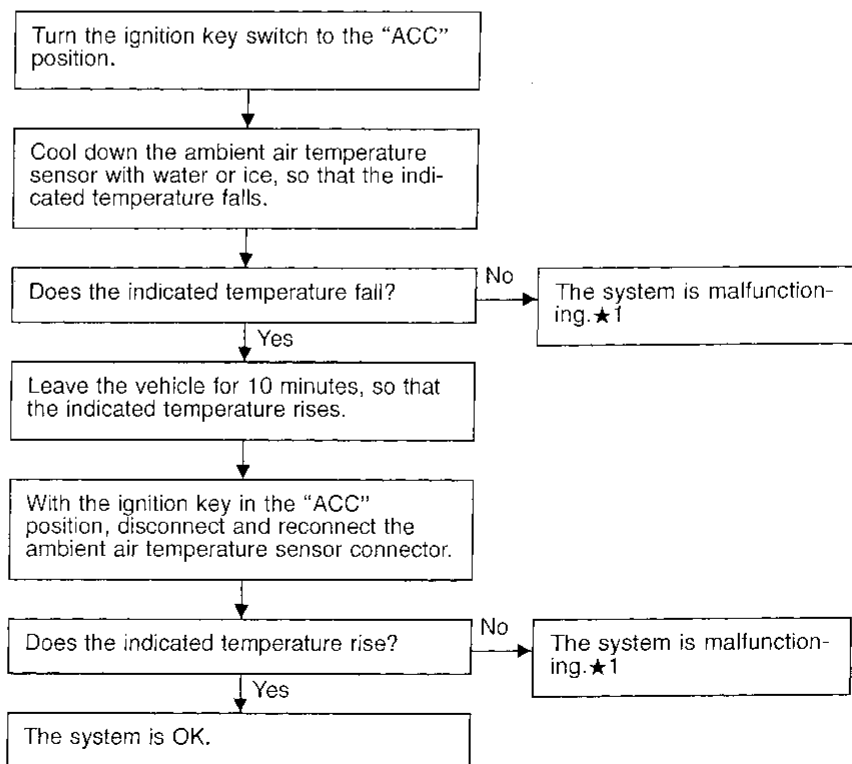 Turn the ignition key switch to the “ACC”
position.
Cool down the ambient air temperature
sensor with water or ice, so that the indi-
cated temperature falls.
Does the indicated temperature fall?
No
The system is malfunction-
ing.★1
Yes
Leave the vehicle for 10 minutes, so that
the indicated temperature rises.
With the ignition key in the “ACC”
position, disconnect and reconnect the
ambient air temperature sensor connector.
Does the indicated temperature rise?
No
The system is malfunction-
ing.★1
Yes
The system is OK.